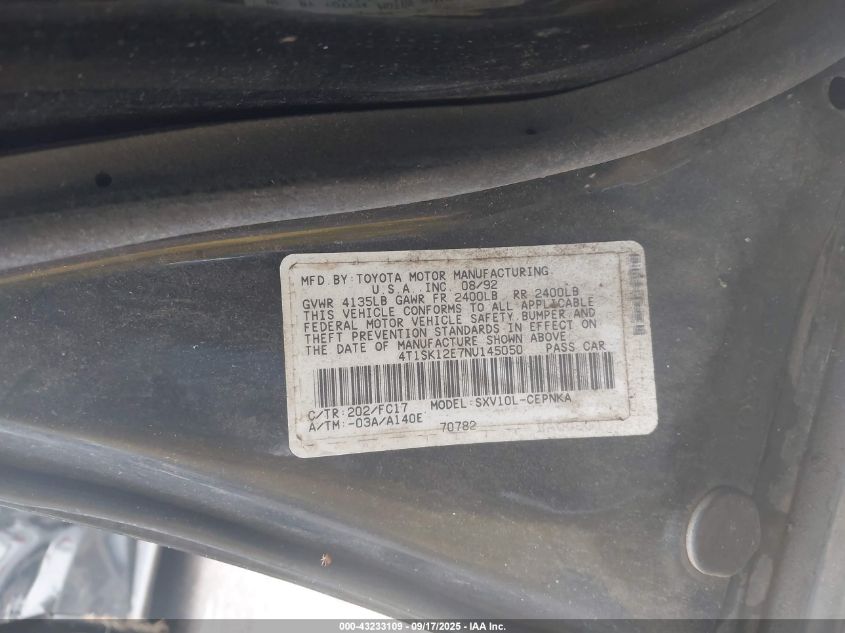 MFD BY: TOYOTA MOTOR MANUFACTURING
U.S.A. INC. 08/92
GVWR 4135LB GAWR FR 2400LB RR 2400LB
THIS VEHICLE CONFORMS TO ALL APPLICABLE
FEDERAL MOTOR VEHICLE SAFETY, BUMPER AND
THEFT PREVENTION STANDARDS IN EFFECT ON
THE DATE OF MANUFACTURE SHOWN ABOVE.
4T1SK12E7NU145050 PASS CAR
C/TR: 202/FC17 MODEL: SXV10L-CEPNKA
A/TM: -03A/A140E 70782
000-43233109 - 09/17/2025 - IAA Inc.